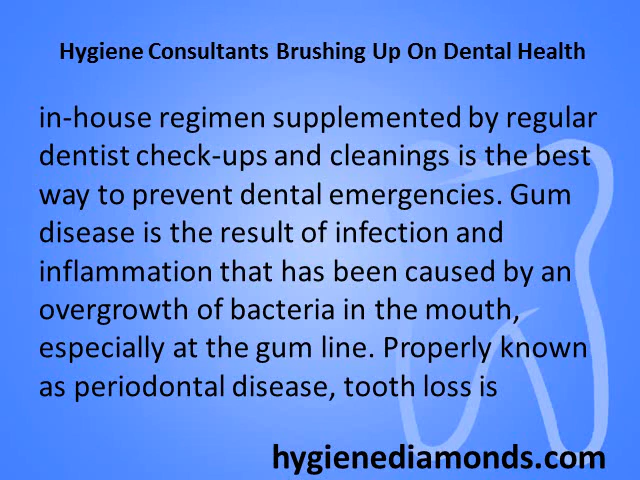 Hygiene Consultants Brushing Up On Dental Health
in-house regimen supplemented by regular
dentist check-ups and cleanings is the best
way to prevent dental emergencies. Gum
disease is the result of infection and
inflammation that has been caused by an
overgrowth of bacteria in the mouth,
especially at the gum line. Properly known
as periodontal disease, tooth loss is
hygienediamonds.com